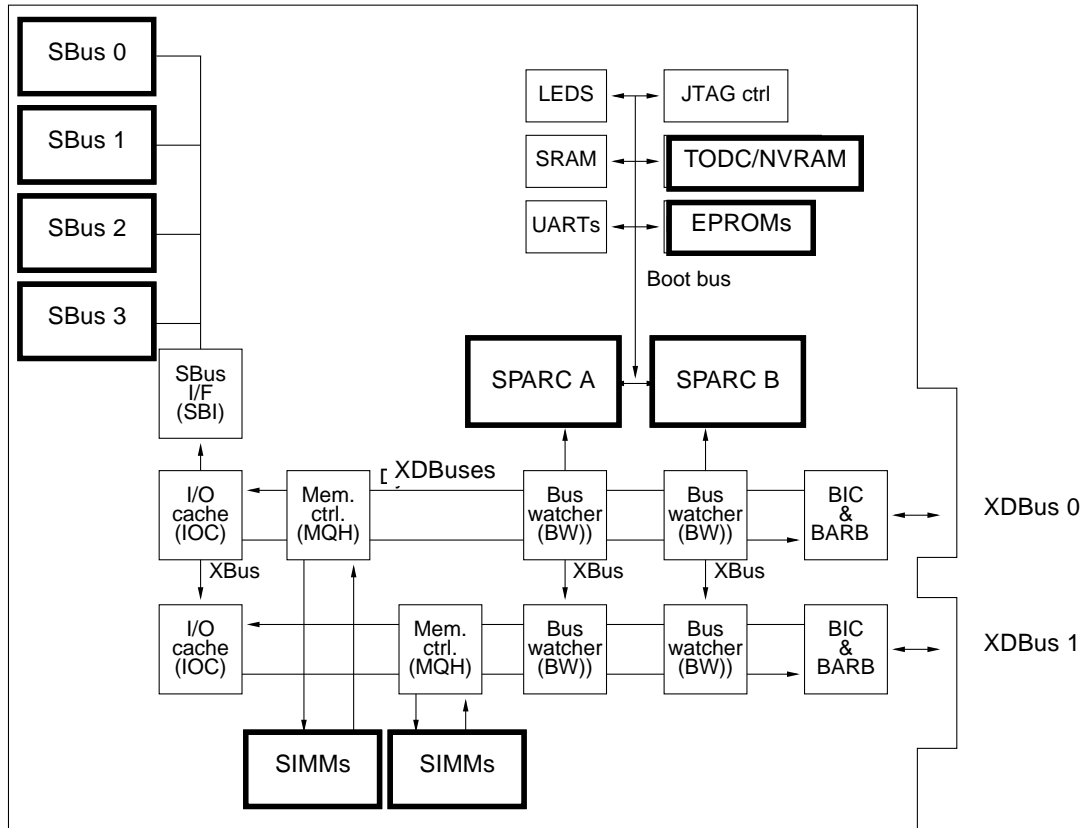 SBus 0
SBus 1
SBus 2
SBus 3
SBus
I/F
(SBI)
LEDS
JTAG ctrl
SRAM
TODC/NVRAM
UARTs
EPROMs
Boot bus
SPARC A
SPARC B
XDBuses
I/O
cache
(IOC)
Mem.
ctrl.
(MQH)
Bus
watcher
(BW))
Bus
watcher
(BW))
BIC
&
BARB
XDBus 0
XBus
XBus
XBus
I/O
cache
(IOC)
Mem.
ctrl.
(MQH)
Bus
watcher
(BW))
Bus
watcher
(BW))
BIC
&
BARB
XDBus 1
SIMMs
SIMMs